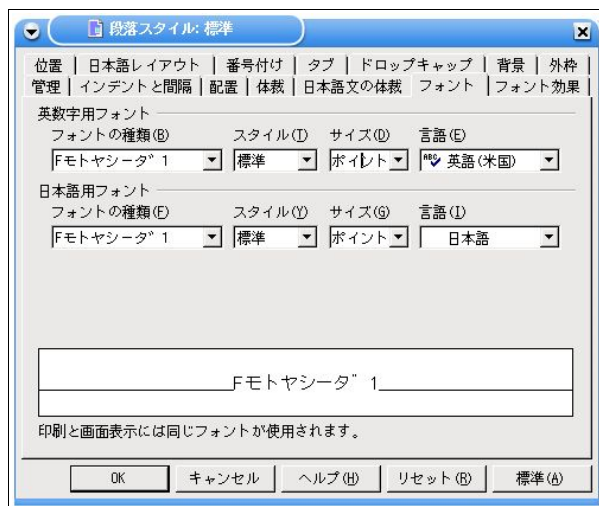 段落スタイル: 標準
位置 日本語レイアウト 番号付け タブ ドロップキャップ 背景 外枠
管理 インデントと間隔 配置 体裁 日本語文の体裁 フォント フォント効果
英数字用フォント
フォントの種類(B) スタイル(T) サイズ(D) 言語(E)
Fモトヤシータ゛1 標準 ポイント 英語(米国)
日本語用フォント
フォントの種類(F) スタイル(Y) サイズ(G) 言語(I)
Fモトヤシータ゛1 標準 ポイント 日本語
Fモトヤシータ゛1
印刷と画面表示には同じフォントが使用されます。
OK キャンセル ヘルプ(H) リセット(R) 標準(A)